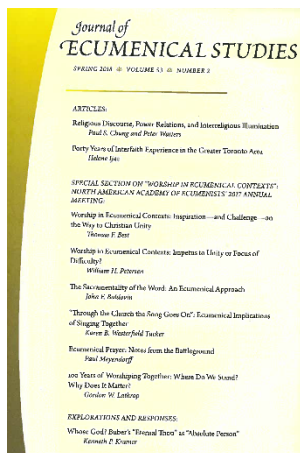 Journal of
ECUMENICAL STUDIES
SPRING 2018 VOLUME 53 NUMBER 2
ARTICLES:
Religious Discourse, Power Relations, and Interreligious Illumination
Paul S. Chung and Peter Watters
Forty Years of Interfaith Experience in the Greater Toronto Area
Helene Ijaz
SPECIAL SECTION ON "WORSHIP IN ECUMENICAL CONTEXTS":
NORTH AMERICAN ACADEMY OF ECUMENISTS' 2017 ANNUAL
MEETING:
Worship in Ecumenical Contexts: Inspiration—and Challenge—on
the Way to Christian Unity
Thomas F. Best
Worship in Ecumenical Contexts: Impetus to Unity or Focus of
Difficulty?
William H. Petersen
The Sacramentality of the Word: An Ecumenical Approach
John F. Baldovin
"Through the Church the Song Goes On": Ecumenical Implications
of Singing Together
Karen B. Westerfield Tucker
Ecumenical Prayer: Notes from the Battleground
Paul Meyendorff
100 Years of Worshiping Together: Where Do We Stand?
Why Does It Matter?
Gordon W. Lathrop
EXPLORATIONS AND RESPONSES:
Whose God? Buber's "Eternal Thou" as "Absolute Person"
Kenneth P. Kramer